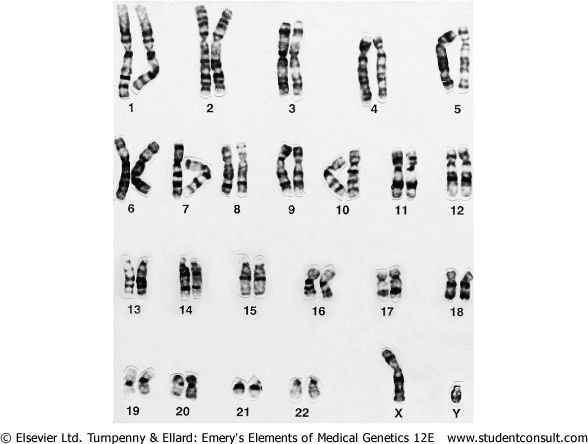 1 2 3 4 5
6 7 8 9 10 11 12
13 14 15 16 17 18
19 20 21 22 X Y
© Elsevier Ltd. Turnpenny & Ellard: Emery's Elements of Medical Genetics 12E www.studentconsult.com